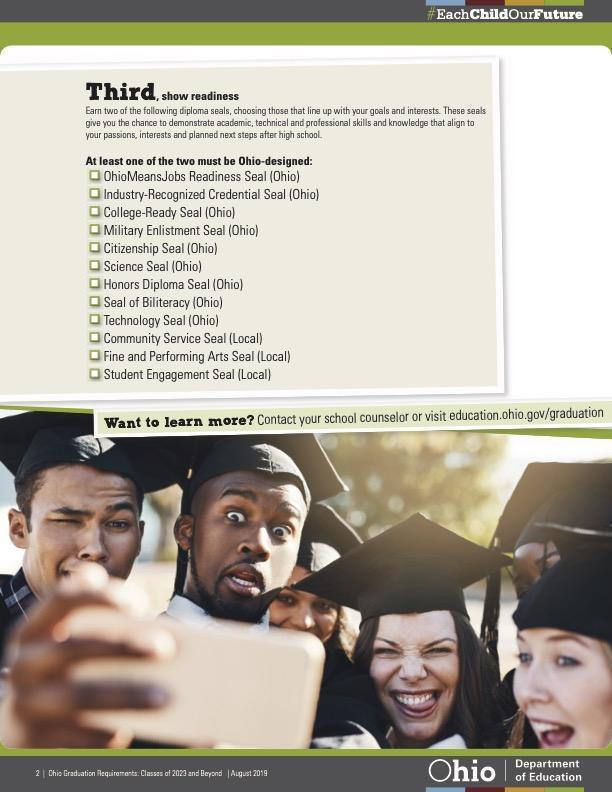 #EachChildOurFuture
Third, show readiness
Earn two of the following diploma seals, choosing those that line up with your goals and interests. These seals
give you the chance to demonstrate academic, technical and professional skills and knowledge that align to
your passions, interests and planned next steps after high school.
At least one of the two must be Ohio-designed:
OhioMeansJobs Readiness Seal (Ohio)
Industry-Recognized Credential Seal (Ohio)
College-Ready Seal (Ohio)
Military Enlistment Seal (Ohio)
Citizenship Seal (Ohio)
Science Seal (Ohio)
Honors Diploma Seal (Ohio)
Seal of Biliteracy (Ohio)
Technology Seal (Ohio)
Community Service Seal (Local)
Fine and Performing Arts Seal (Local)
Student Engagement Seal (Local)
Want to learn more? Contact your school counselor or visit education.ohio.gov/graduation
2 | Ohio Graduation Requirements: Classes of 2023 and Beyond | August 2019
Ohio | Department
of Education